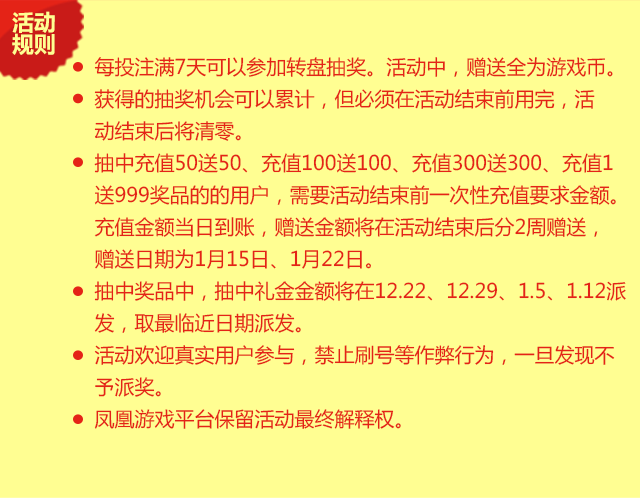 活动
规则
每投注满7天可以参加转盘抽奖。活动中，赠送全为游戏币。
获得的抽奖机会可以累计，但必须在活动结束前用完，活
动结束后将清零。
抽中充值50送50、充值100送100、充值300送300、充值1
送999奖品的的用户，需要活动结束前一次性充值要求金额。
充值金额当日到账，赠送金额将在活动结束后分2周赠送，
赠送日期为1月15日、1月22日。
抽中奖品中，抽中礼金金额将在12.22、12.29、1.5、1.12派
发，取最临近日期派发。
活动欢迎真实用户参与，禁止刷号等作弊行为，一旦发现不
予派奖。
凤凰游戏平台保留活动最终解释权。